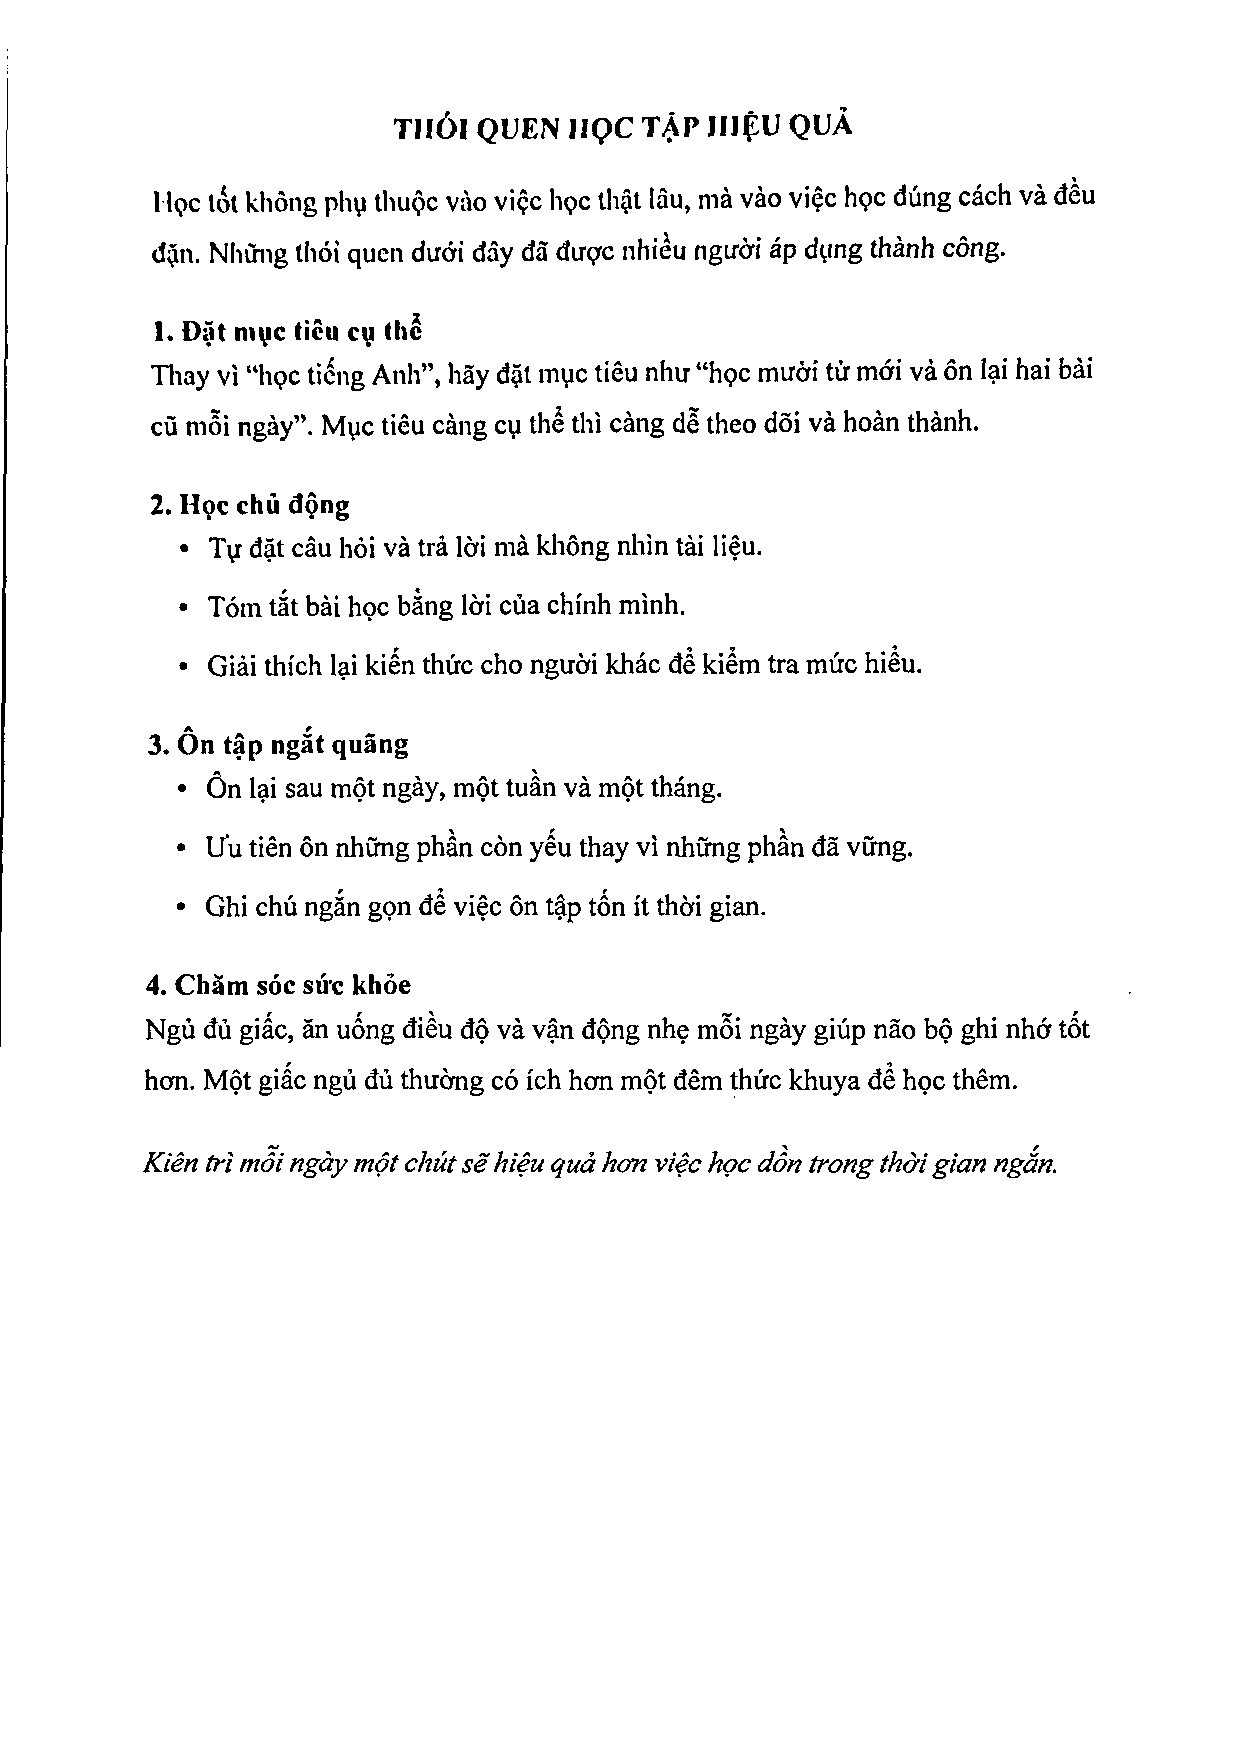 THÓI QUEN HỌC TẬP HIỆU QUẢ
Học tốt không phụ thuộc vào việc học thật lâu, mà vào việc học đúng cách và đều
đặn. Những thói quen dưới đây đã được nhiều người áp dụng thành công.
1. Đặt mục tiêu cụ thể
Thay vì “học tiếng Anh”, hãy đặt mục tiêu như “học mười từ mới và ôn lại hai bài
cũ mỗi ngày”. Mục tiêu càng cụ thể thì càng dễ theo dõi và hoàn thành.
2. Học chủ động
• Tự đặt câu hỏi và trả lời mà không nhìn tài liệu.
• Tóm tắt bài học bằng lời của chính mình.
• Giải thích lại kiến thức cho người khác để kiểm tra mức hiểu.
3. Ôn tập ngắt quãng
• Ôn lại sau một ngày, một tuần và một tháng.
• Ưu tiên ôn những phần còn yếu thay vì những phần đã vững.
• Ghi chú ngắn gọn để việc ôn tập tốn ít thời gian.
4. Chăm sóc sức khỏe
Ngủ đủ giấc, ăn uống điều độ và vận động nhẹ mỗi ngày giúp não bộ ghi nhớ tốt
hơn. Một giấc ngủ đủ thường có ích hơn một đêm thức khuya để học thêm.
Kiên trì mỗi ngày một chút sẽ hiệu quả hơn việc học dồn trong thời gian ngắn.